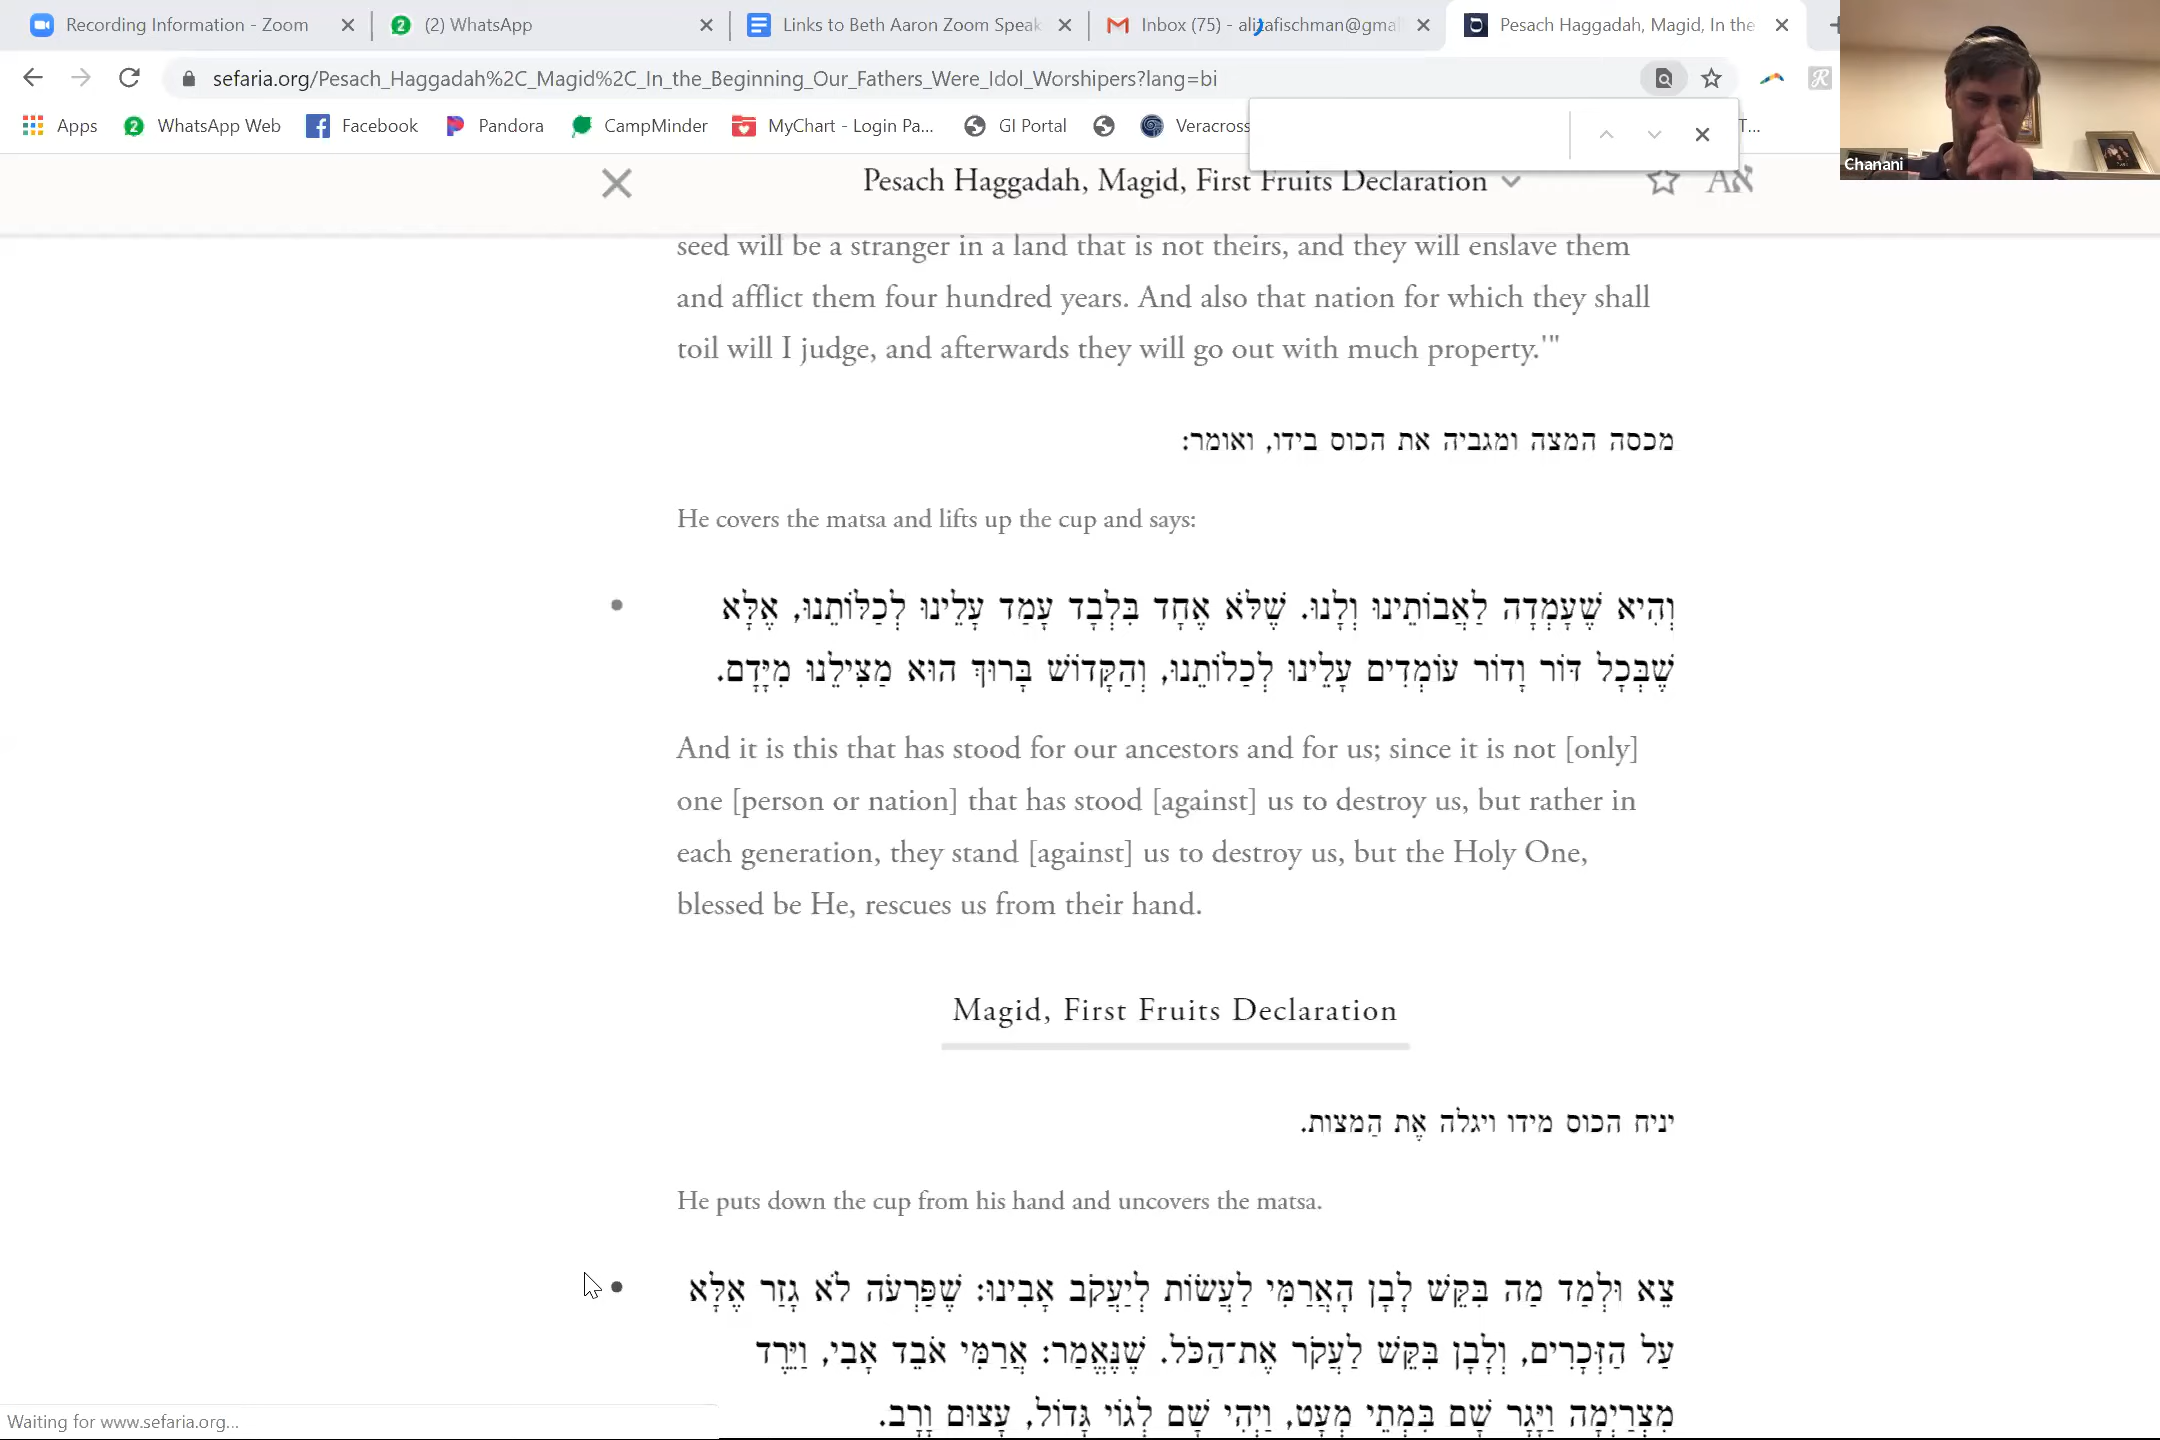 Recording Information - Zoom
(2) WhatsApp
Links to Beth Aaron Zoom Speak
Inbox (75) - alizafischman@gmai
Pesach Haggadah, Magid, In the
sefaria.org/Pesach_Haggadah%2C_Magid%2C_In_the_Beginning_Our_Fathers_Were_Idol_Worshipers?lang=bi
Apps
WhatsApp Web
Facebook
Pandora
CampMinder
MyChart - Login Pa...
GI Portal
Veracross
T...
Chanani
Pesach Haggadah, Magid, First Fruits Declaration
Aא
seed will be a stranger in a land that is not theirs, and they will enslave them
and afflict them four hundred years. And also that nation for which they shall
toil will I judge, and afterwards they will go out with much property.'"
מכסה המצה ומגביה את הכוס בידו, ואומר:
He covers the matsa and lifts up the cup and says:
וְהִיא שֶׁעָמְדָה לַאֲבוֹתֵינוּ וְלָנוּ. שֶׁלֹּא אֶחָד בִּלְבָד עָמַד עָלֵינוּ לְכַלּוֹתֵנוּ, אֶלָּא
שֶׁבְּכָל דּוֹר וָדוֹר עוֹמְדִים עָלֵינוּ לְכַלוֹתֵנוּ, וְהַקָּדוֹשׁ בָּרוּךְ הוּא מַצִּילֵנוּ מִיָּדָם.
And it is this that has stood for our ancestors and for us; since it is not [only]
one [person or nation] that has stood [against] us to destroy us, but rather in
each generation, they stand [against] us to destroy us, but the Holy One,
blessed be He, rescues us from their hand.
Magid, First Fruits Declaration
יניח הכוס מידו ויגלה אֶת הַמצות.
He puts down the cup from his hand and uncovers the matsa.
צֵא וּלְמַד מַה בִּקֵּשׁ לָבָן הָאֲרַמִּי לַעֲשׂוֹת לְיַעֲקֹב אָבִינוּ: שֶׁפַּרְעֹה לֹא גָזַר אֶלָּא
עַל הַזְּכָרִים, וְלָבָן בִּקֵּשׁ לַעֲקֹר אֶת־הַכֹּל. שֶׁנֶּאֱמַר: אֲרַמִּי אֹבֵד אָבִי, וַיֵּרֶד
מִצְרַיְמָה וַיָּגָר שָׁם בִּמְתֵי מְעָט, וַיְהִי שָׁם לְגוֹי גָּדוֹל, עָצוּם וָרָב.
Waiting for www.sefaria.org...